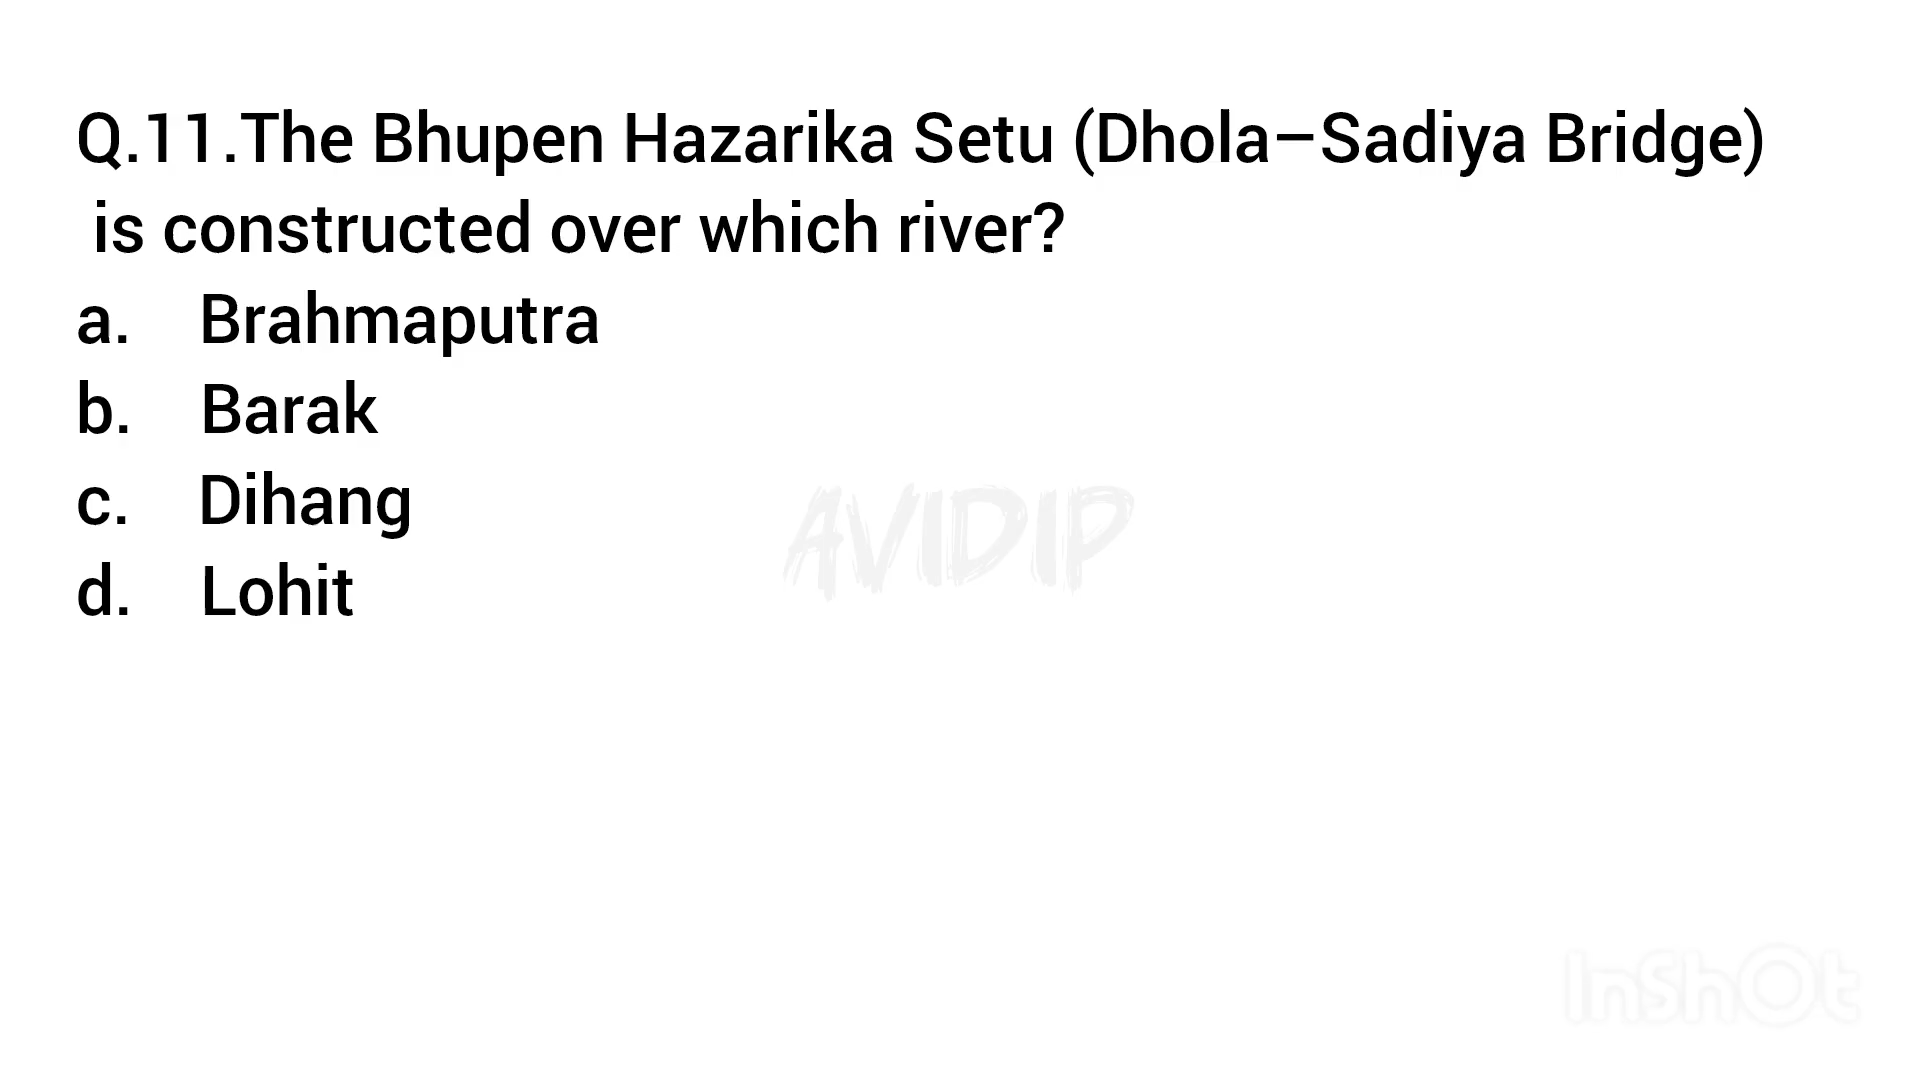 Q.11.The Bhupen Hazarika Setu (Dhola–Sadiya Bridge)
is constructed over which river?
a. Brahmaputra
b. Barak
c. Dihang
d. Lohit
AVIDIP
InShOt